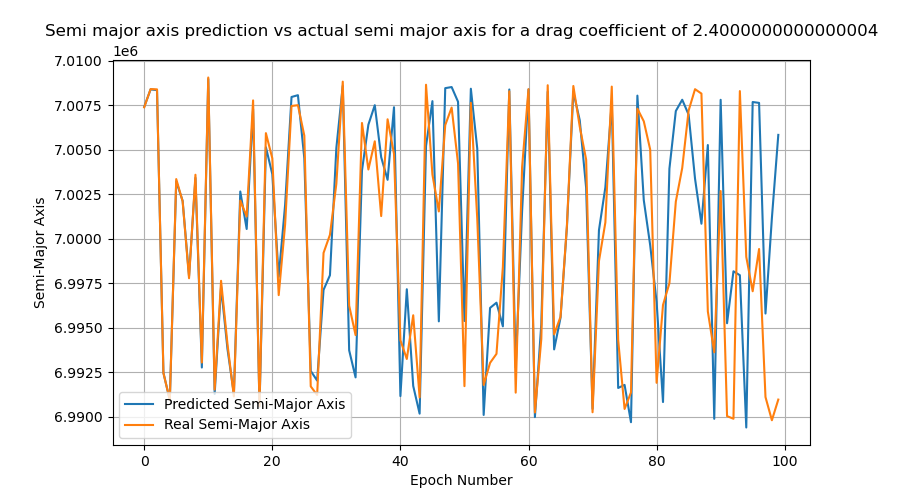 Semi major axis prediction vs actual semi major axis for a drag coefficient of 2.4000000000000004
1e6
7.0100
7.0075
7.0050
7.0025
7.0000
6.9975
6.9950
6.9925
6.9900
Semi-Major Axis
Predicted Semi-Major Axis
Real Semi-Major Axis
0 20 40 60 80 100
Epoch Number